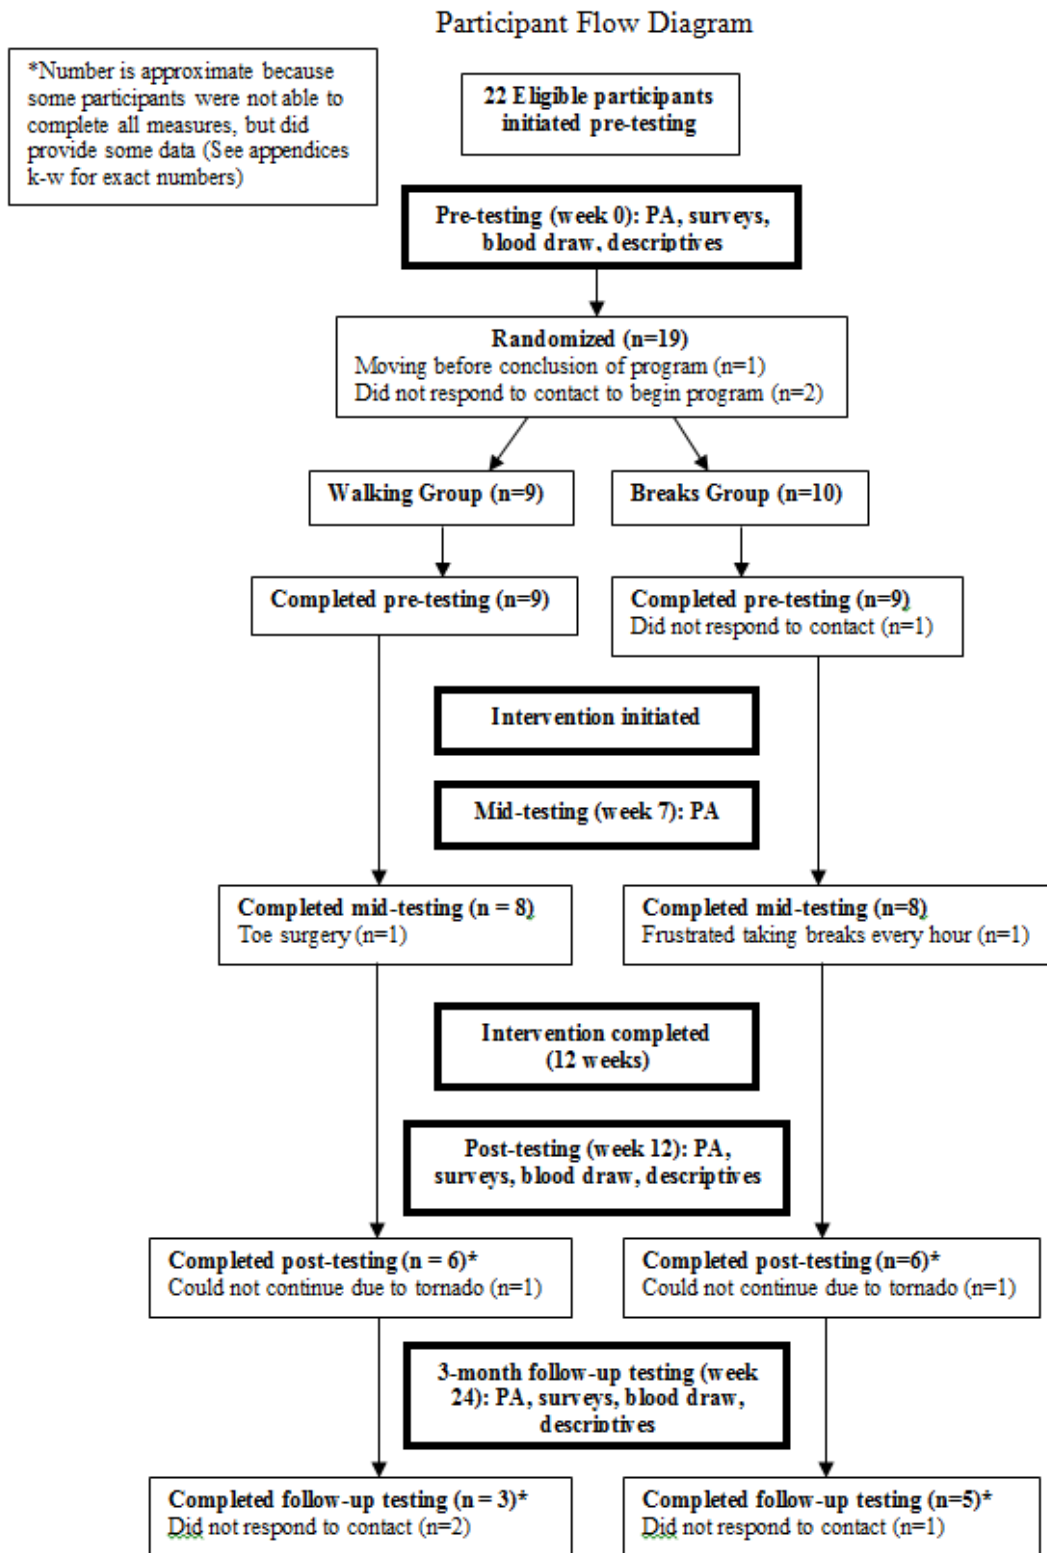 Participant Flow Diagram
*Number is approximate because
some participants were not able to
complete all measures, but did
provide some data (See appendices
k-w for exact numbers)
22 Eligible participants
initiated pre-testing
Pre-testing (week 0): PA, surveys,
blood draw, descriptives
Randomized (n=19)
Moving before conclusion of program (n=1)
Did not respond to contact to begin program (n=2)
Walking Group (n=9)
Breaks Group (n=10)
Completed pre-testing (n=9)
Completed pre-testing (n=9)
Did not respond to contact (n=1)
Intervention initiated
Mid-testing (week 7): PA
Completed mid-testing (n = 8)
Toe surgery (n=1)
Completed mid-testing (n=8)
Frustrated taking breaks every hour (n=1)
Intervention completed
(12 weeks)
Post-testing (week 12): PA,
surveys, blood draw, descriptives
Completed post-testing (n = 6)*
Could not continue due to tornado (n=1)
Completed post-testing (n=6)*
Could not continue due to tornado (n=1)
3-month follow-up testing (week
24): PA, surveys, blood draw,
descriptives
Completed follow-up testing (n = 3)*
Did not respond to contact (n=2)
Completed follow-up testing (n=5)*
Did not respond to contact (n=1)